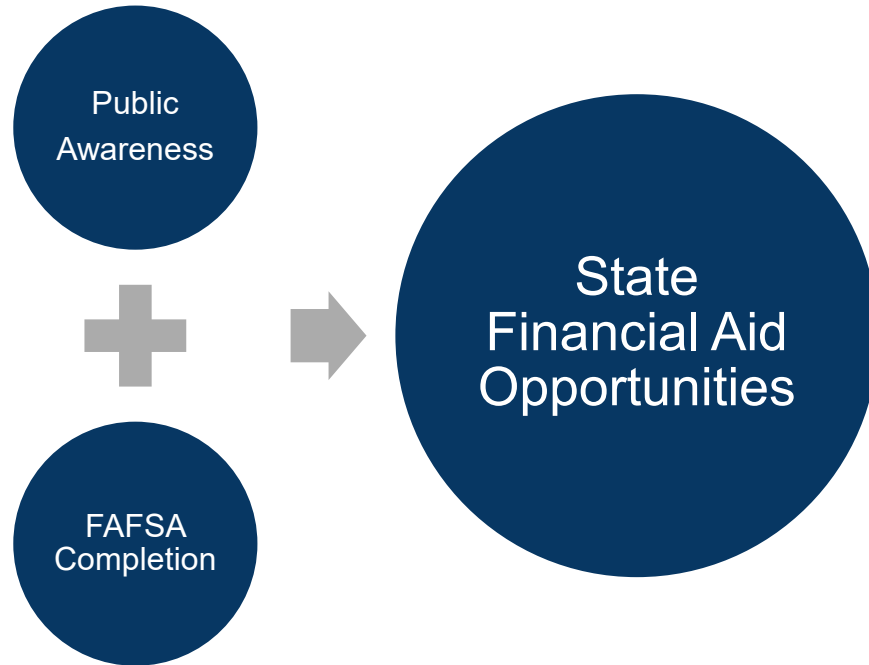 Public
Awareness
FAFSA
Completion
State
Financial Aid
Opportunities